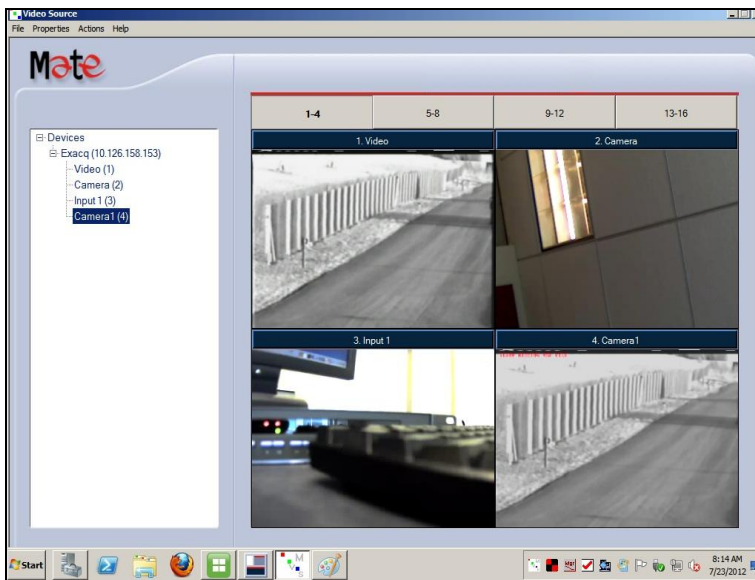 Video Source
File Properties Actions Help
Mate
1-4 5-8 9-12 13-16
Devices
Exacq (10.126.158.153)
Video (1)
Camera (2)
Input 1 (3)
Camera1 (4)
1. Video
2. Camera
3. Input 1
4. Camera1
Start
M
V
S
8:14 AM
7/23/2012